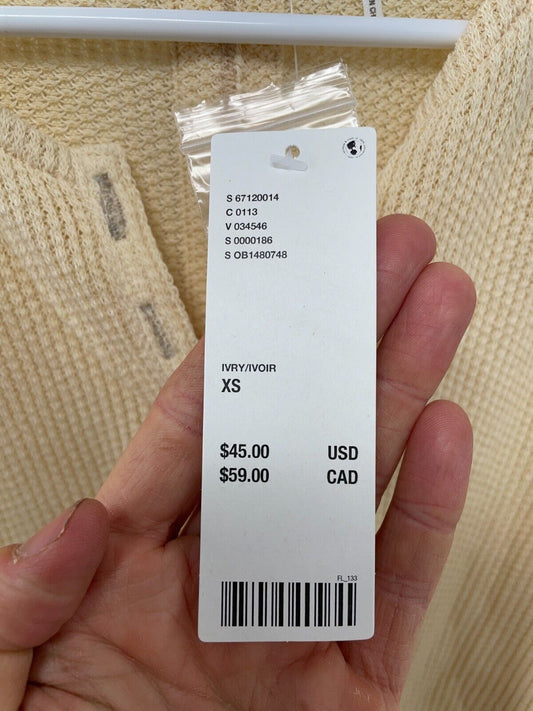 S 67120014
C 0113
V 034546
S 0000186
S OB1480748
IVRY/IVOIR
XS
$45.00 USD
$59.00 CAD
FL_133